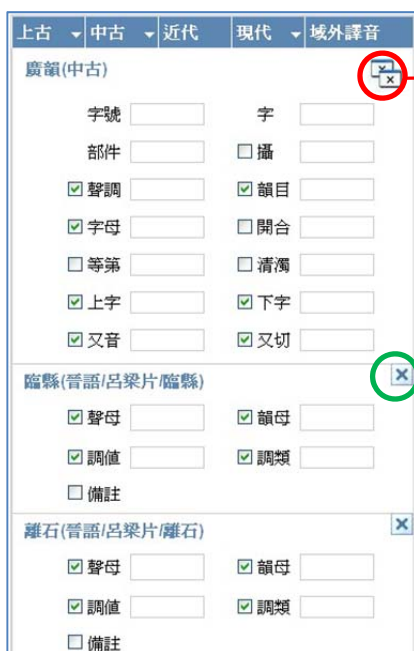 上古 中古 近代 現代 域外譯音
廣韻(中古)
字號 字
部件 攝
聲調 韻目
字母 開合
等第 清濁
上字 下字
又音 又切
臨縣(晉語/呂梁片/臨縣)
聲母 韻母
調值 調類
備註
離石(晉語/呂梁片/離石)
聲母 韻母
調值 調類
備註